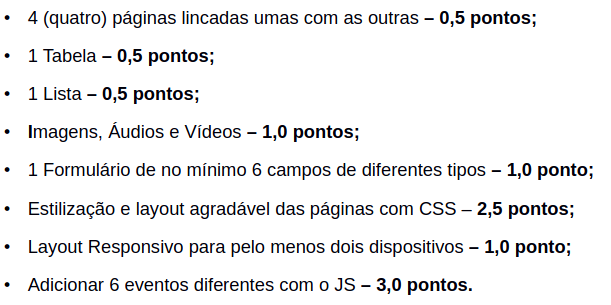 • 4 (quatro) páginas lincadas umas com as outras – 0,5 pontos;
• 1 Tabela – 0,5 pontos;
• 1 Lista – 0,5 pontos;
• Imagens, Áudios e Vídeos – 1,0 pontos;
• 1 Formulário de no mínimo 6 campos de diferentes tipos – 1,0 ponto;
• Estilização e layout agradável das páginas com CSS – 2,5 pontos;
• Layout Responsivo para pelo menos dois dispositivos – 1,0 ponto;
• Adicionar 6 eventos diferentes com o JS – 3,0 pontos.